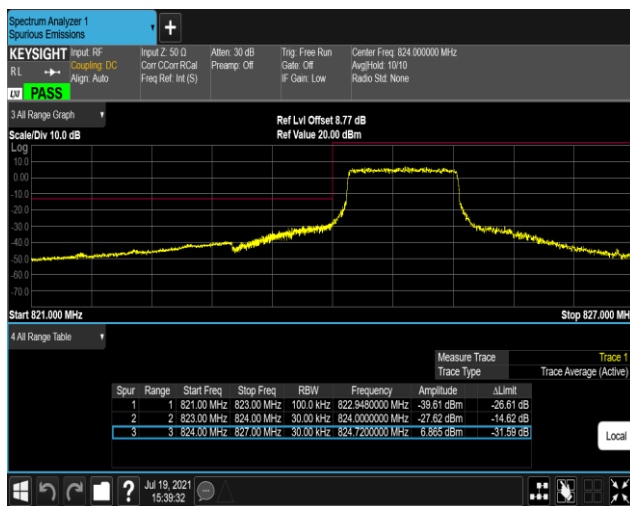 Spectrum Analyzer 1
Spurious Emissions
KEYSIGHT Input: RF Input Z: 50 Ω Atten: 30 dB Trig: Free Run Center Freq: 824.000000 MHz
RL Coupling: DC Corr CCorr RCal Preamp: Off Gate: Off Avg|Hold: 10/10
Align: Auto Freq Ref: Int (S) IF Gain: Low Radio Std: None
LXI PASS
3 All Range Graph
Ref Lvl Offset 8.77 dB
Scale/Div 10.0 dB Ref Value 20.00 dBm
Log
10.0
0.00
-10.0
-20.0
-30.0
-40.0
-50.0
-60.0
-70.0
Start 821.000 MHz Stop 827.000 MH
4 All Range Table
Measure Trace Trace 1
Trace Type Trace Average (Active)
Spur Range Start Freq Stop Freq RBW Frequency Amplitude ΔLimit
1 1 821.00 MHz 823.00 MHz 100.0 kHz 822.9480000 MHz -39.61 dBm -26.61 dB
2 2 823.00 MHz 824.00 MHz 30.00 kHz 824.0000000 MHz -27.62 dBm -14.62 dB
3 3 824.00 MHz 827.00 MHz 30.00 kHz 824.7200000 MHz 6.865 dBm -31.59 dB
Local
? Jul 19, 2021
15:39:32